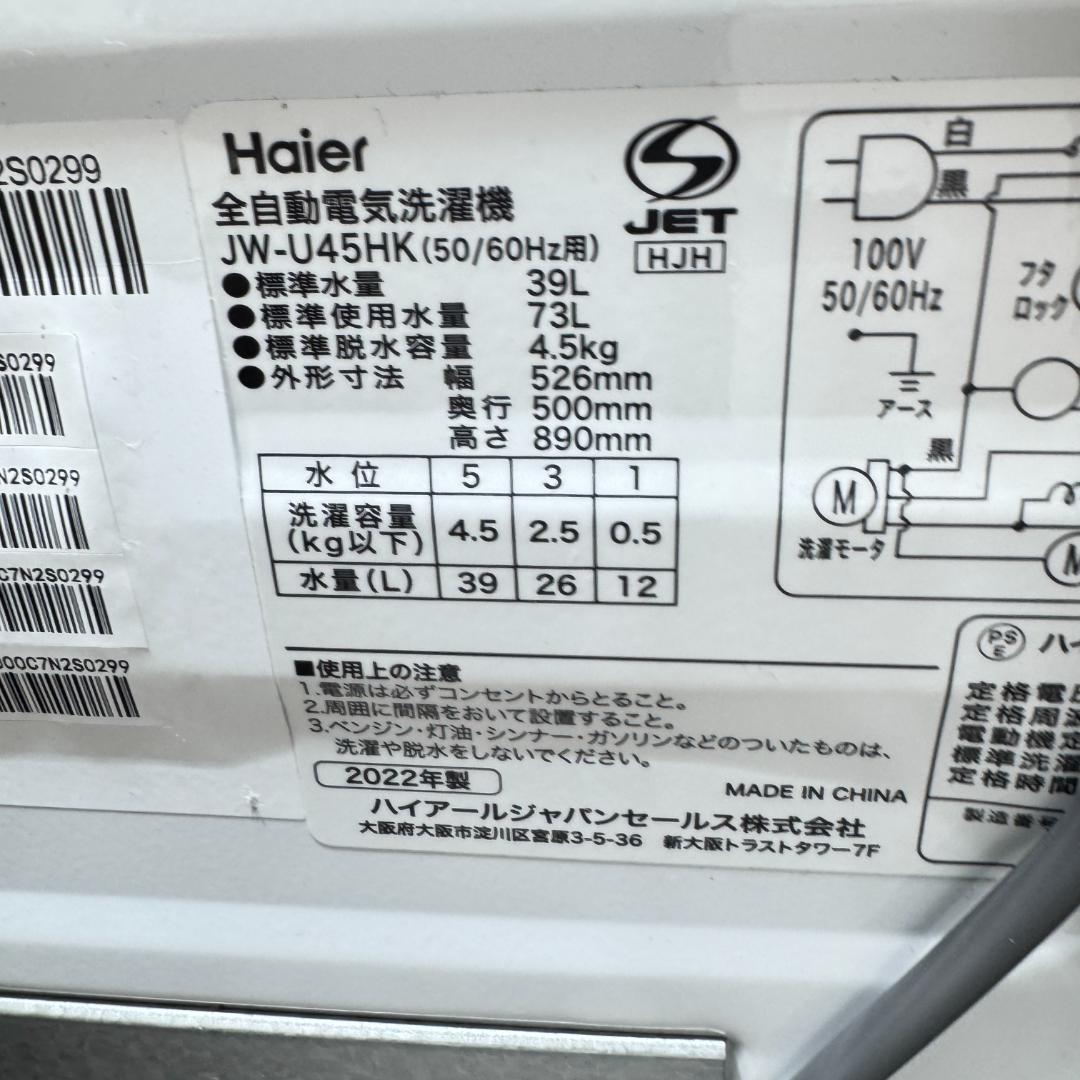 2S0299
S0299
N2S0299
C7N2S0299
00C7N2S0299
Haier
全自動電気洗濯機
JW-U45HK(50/60Hz用)
JET
HJH
●標準水量 39L
●標準使用水量 73L
●標準脱水容量 4.5kg
●外形寸法 幅 526mm
奥行 500mm
高さ 890mm
水位 5 3 1
洗濯容量
(kg以下) 4.5 2.5 0.5
水量(L) 39 26 12
■使用上の注意
1.電源は必ずコンセントからとること。
2.周囲に間隔をおいて設置すること。
3.ベンジン・灯油・シンナー・ガソリンなどのついたものは、
洗濯や脱水をしないでください。
2022年製
MADE IN CHINA
ハイアールジャパンセールス株式会社
大阪府大阪市淀川区宮原3-5-36 新大阪トラストタワー7F
白
黒
100V
50/60Hz
フタ
ロック
アース
黒
M
洗濯モータ
M
PS
E
ハイ
定格電圧
定格周波
電動機定
標準洗濯
定格時間
製造番号